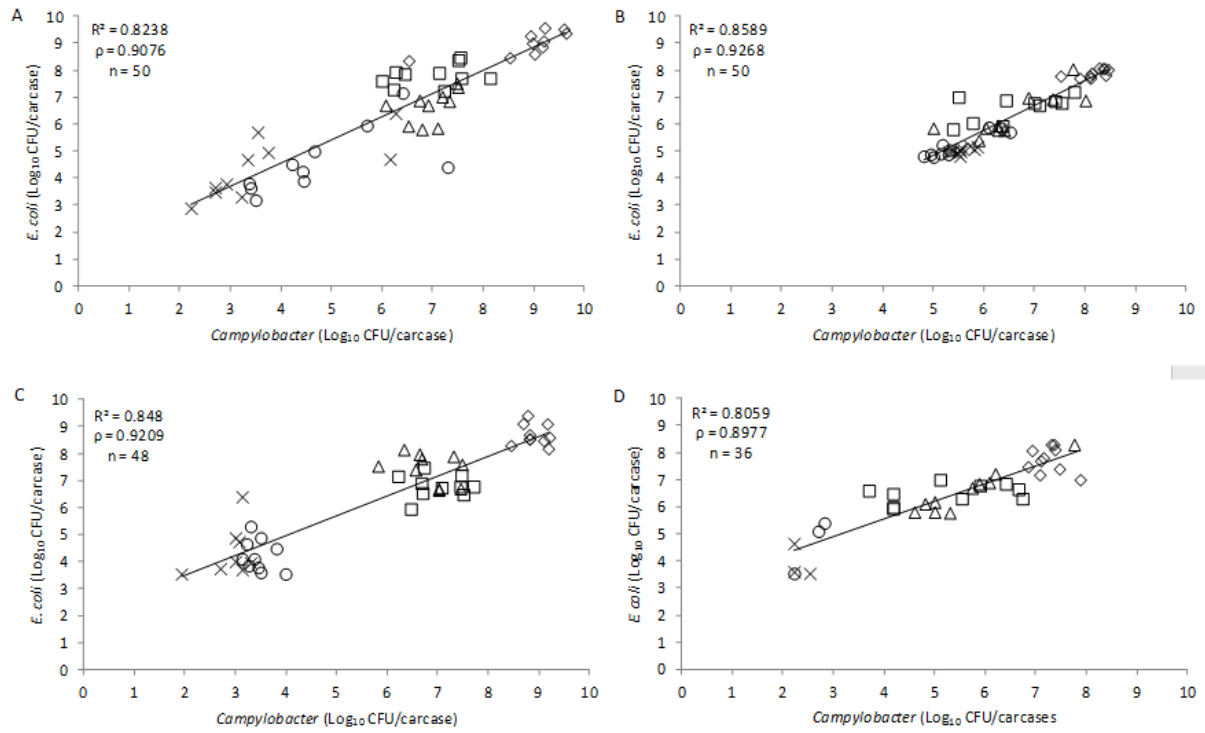 A
R² = 0.8238
ρ = 0.9076
n = 50
E. coli (Log₁₀ CFU/carcase)
10
9
8
7
6
5
4
3
2
1
0
0 1 2 3 4 5 6 7 8 9 10
Campylobacter (Log₁₀ CFU/carcase)
B
R² = 0.8589
ρ = 0.9268
n = 50
E. coli (Log₁₀ CFU/carcase)
10
9
8
7
6
5
4
3
2
1
0
0 1 2 3 4 5 6 7 8 9 10
Campylobacter (Log₁₀ CFU/carcase)
C
R² = 0.848
ρ = 0.9209
n = 48
E. coli (Log₁₀ CFU/carcase)
10
9
8
7
6
5
4
3
2
1
0
0 1 2 3 4 5 6 7 8 9 10
Campylobacter (Log₁₀ CFU/carcase)
D
R² = 0.8059
ρ = 0.8977
n = 36
E coli (Log₁₀ CFU/carcase)
10
9
8
7
6
5
4
3
2
1
0
0 1 2 3 4 5 6 7 8 9 10
Campylobacter (Log₁₀ CFU/carcases